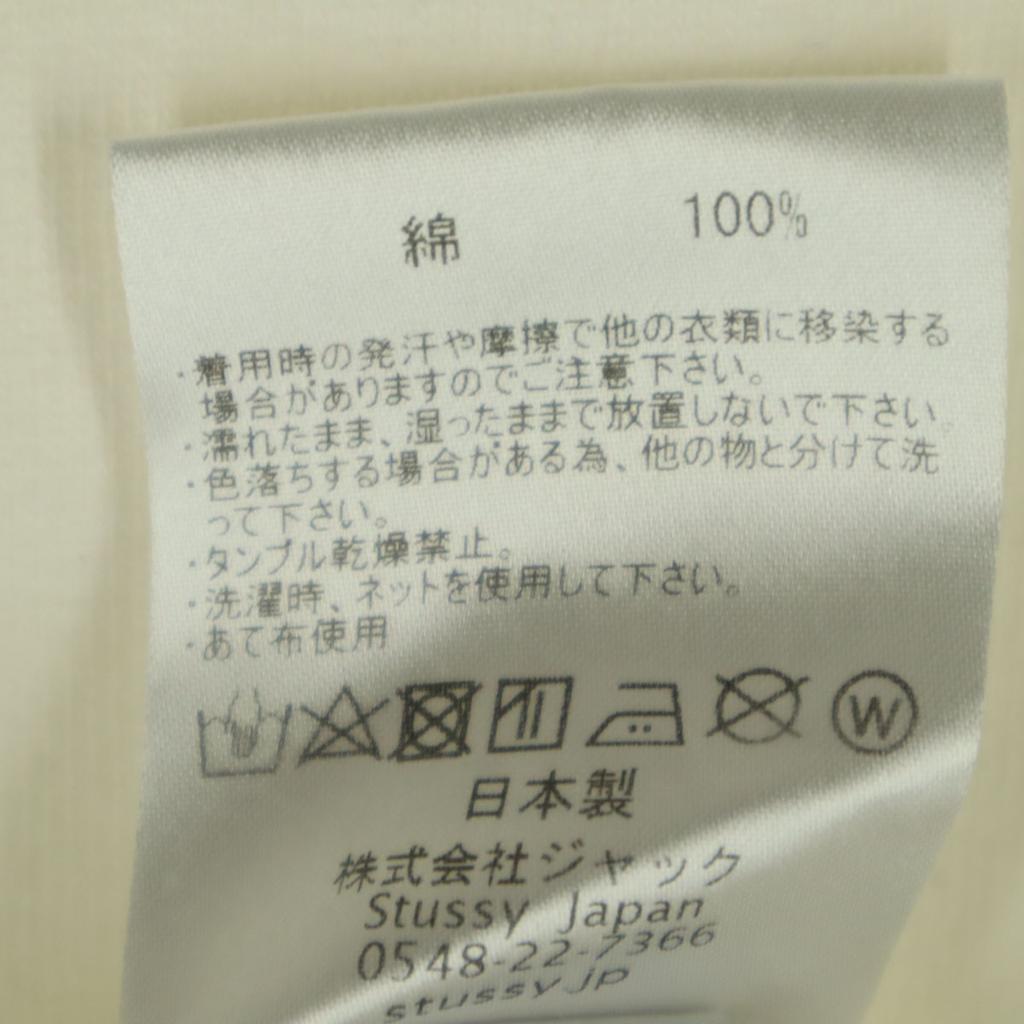 綿 100%
・着用時の発汗や摩擦で他の衣類に移染する
場合がありますのでご注意下さい。
・濡れたまま、湿ったままで放置しないで下さい。
・色落ちする場合がある為、他の物と分けて洗
って下さい。
・タンブル乾燥禁止。
・洗濯時、ネットを使用して下さい。
・あて布使用
W
日本製
株式会社ジャック
Stussy Japan
0548-22-7366
stussy.jp